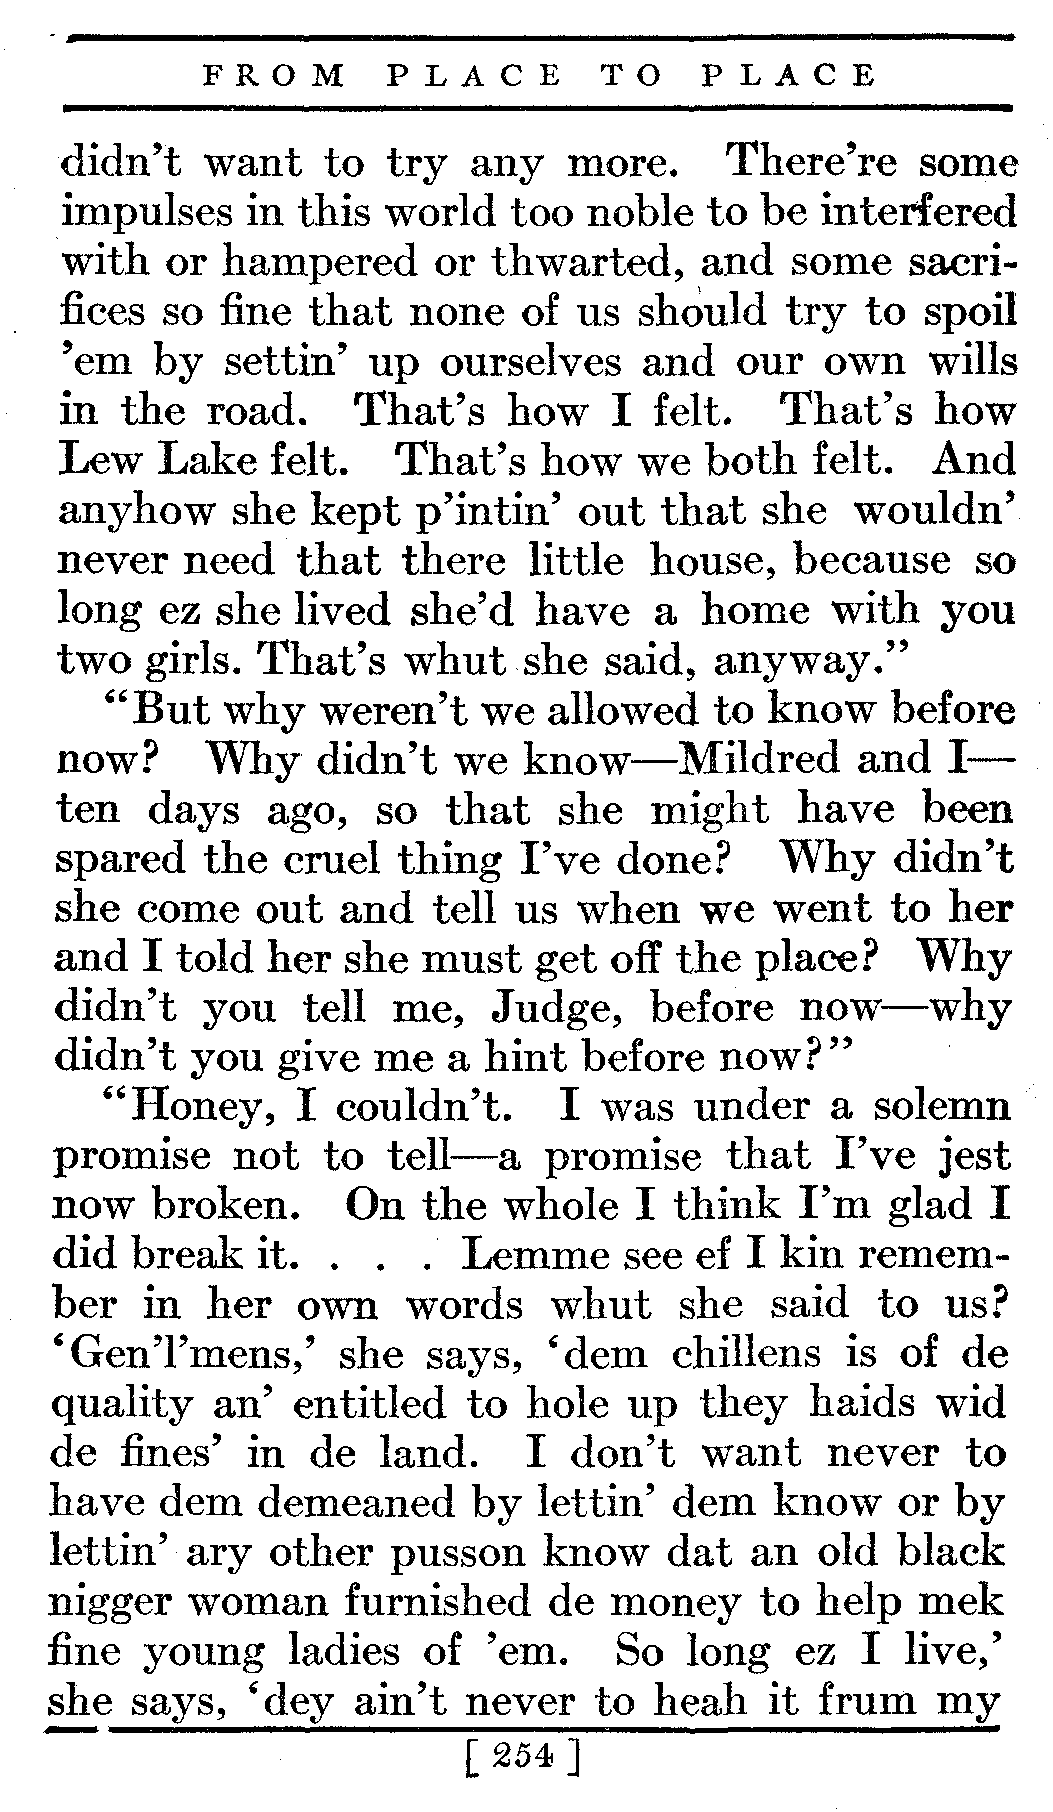 FROM PLACE TO PLACE
didn't want to try any more. There're some
impulses in this world too noble to be interfered
with or hampered or thwarted, and some sacri-
fices so fine that none of us should try to spoil
'em by settin' up ourselves and our own wills
in the road. That's how I felt. That's how
Lew Lake felt. That's how we both felt. And
anyhow she kept p'intin' out that she wouldn'
never need that there little house, because so
long ez she lived she'd have a home with you
two girls. That's whut she said, anyway."
"But why weren't we allowed to know before
now? Why didn't we know—Mildred and I—
ten days ago, so that she might have been
spared the cruel thing I've done? Why didn't
she come out and tell us when we went to her
and I told her she must get off the place? Why
didn't you tell me, Judge, before now—why
didn't you give me a hint before now?"
"Honey, I couldn't. I was under a solemn
promise not to tell—a promise that I've jest
now broken. On the whole I think I'm glad I
did break it. . . . Lemme see ef I kin remem-
ber in her own words whut she said to us?
'Gen'l'mens,' she says, 'dem chillens is of de
quality an' entitled to hole up they haids wid
de fines' in de land. I don't want never to
have dem demeaned by lettin' dem know or by
lettin' ary other pusson know dat an old black
nigger woman furnished de money to help mek
fine young ladies of 'em. So long ez I live,'
she says, 'dey ain't never to heah it frum my
[ 254 ]